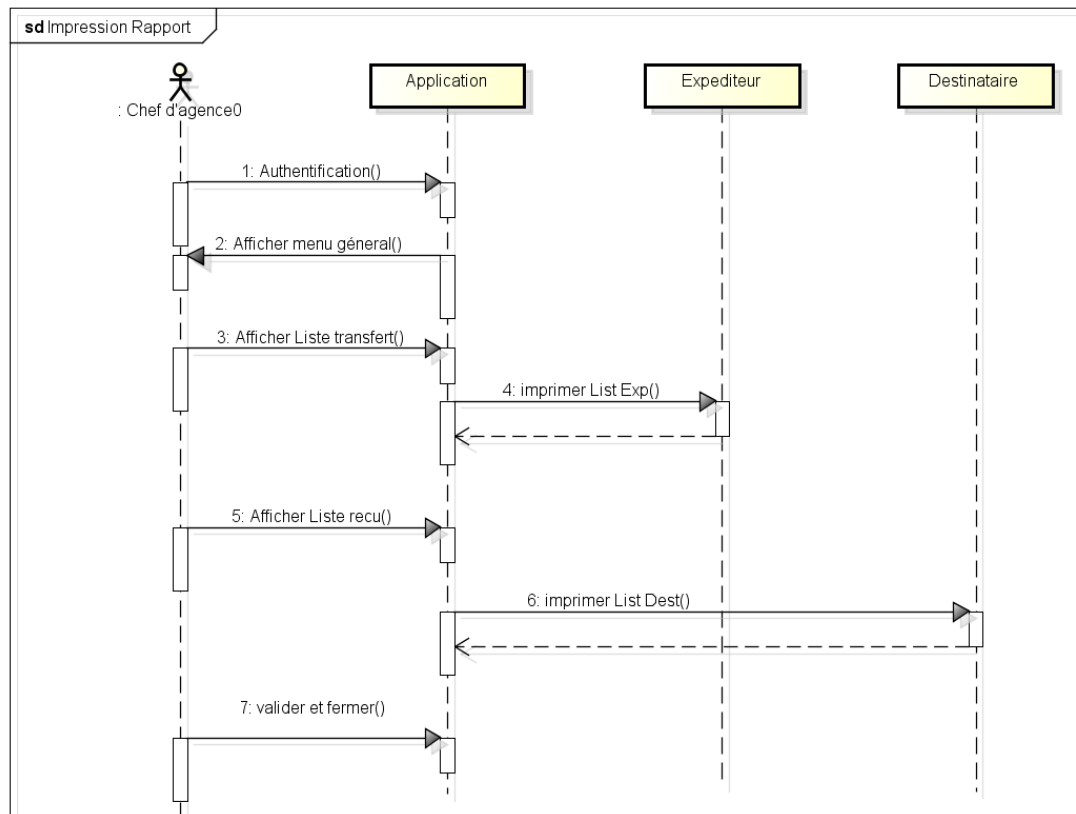 sd Impression Rapport
: Chef d'agence0
Application
Expediteur
Destinataire
1: Authentification()
2: Afficher menu géneral()
3: Afficher Liste transfert()
4: imprimer List Exp()
5: Afficher Liste recu()
6: imprimer List Dest()
7: valider et fermer()